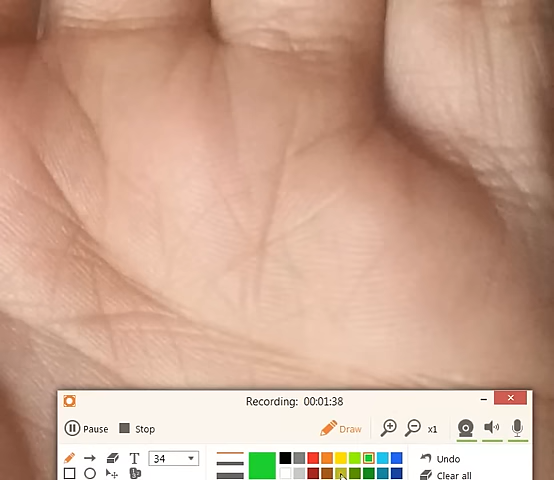 Recording: 00:01:38
Pause Stop Draw x1
T 34 Undo
Clear all